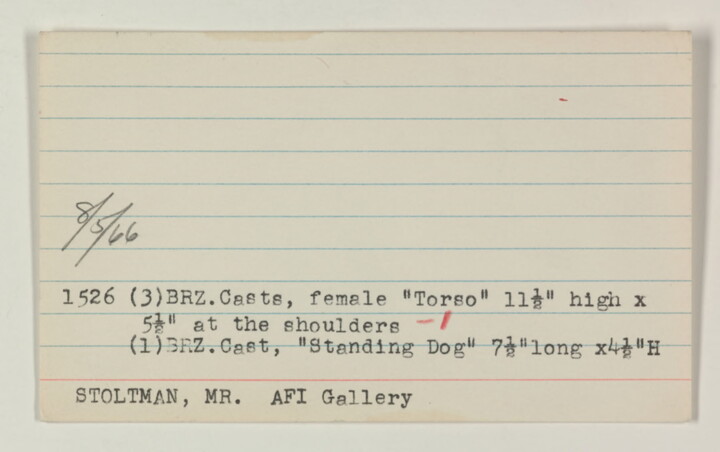 8/5/66
1526 (3)BRZ.Casts, female "Torso" 11½" high x
5½" at the shoulders -1
(1)BRZ.Cast, "Standing Dog" 7½"long x4½"H
STOLTMAN, MR. AFI Gallery